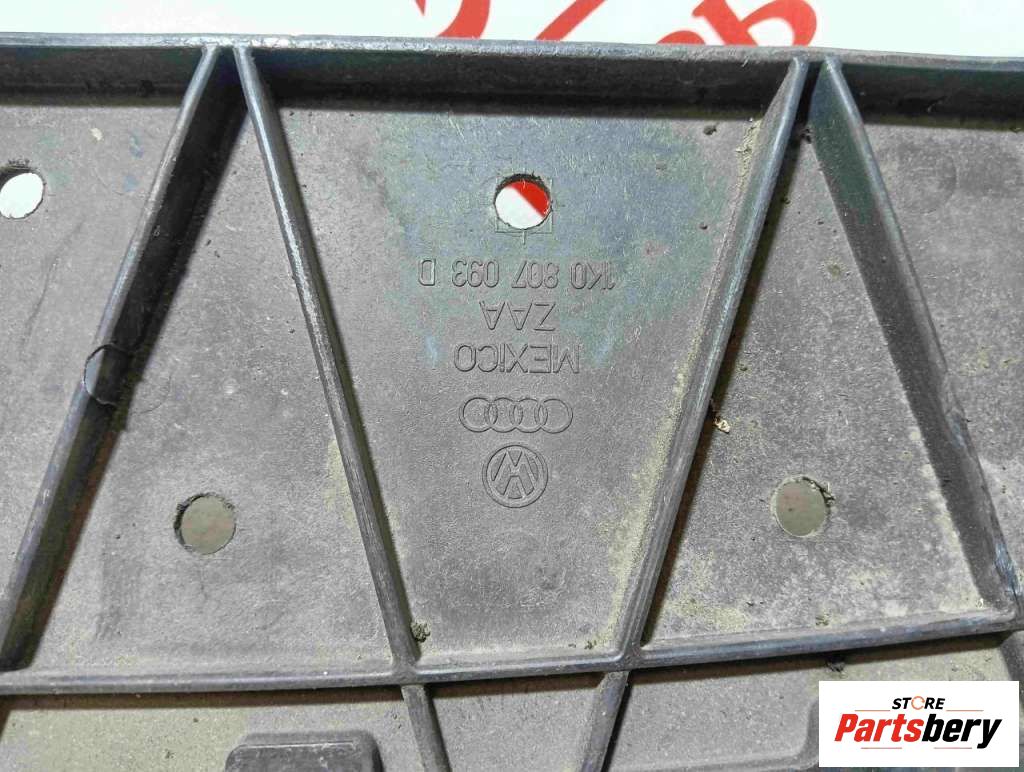 1K0 807 093 D
ZAA
MEXICO
STORE
Partsbery